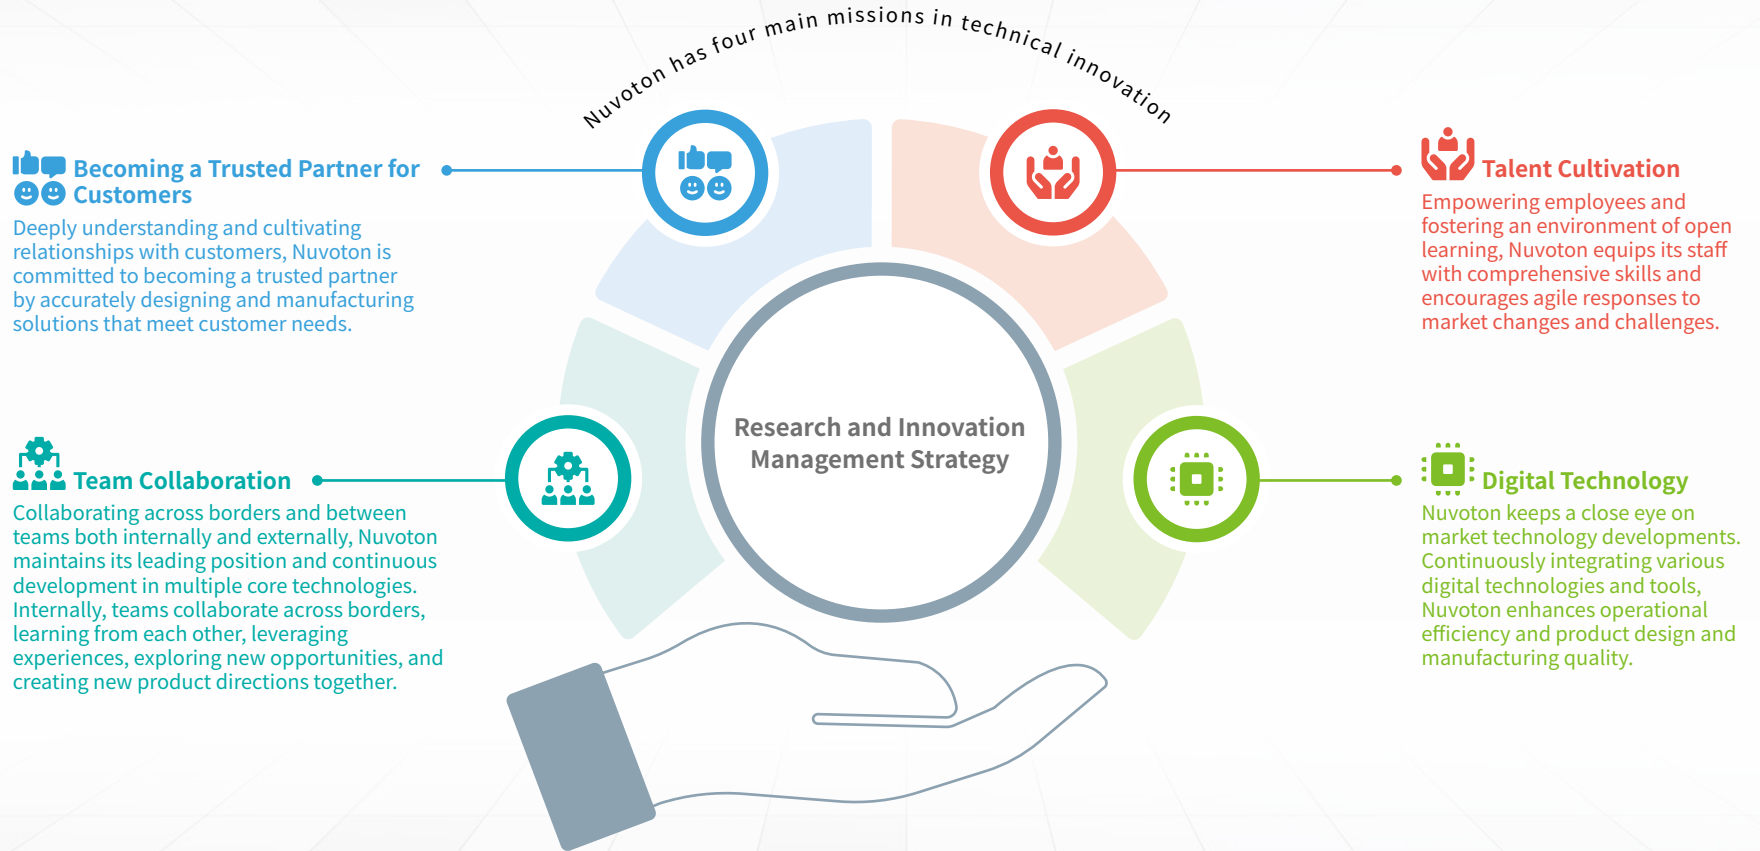 Nuvoton has four main missions in technical innovation
Becoming a Trusted Partner for
Customers
Deeply understanding and cultivating
relationships with customers, Nuvoton is
committed to becoming a trusted partner
by accurately designing and manufacturing
solutions that meet customer needs.
Talent Cultivation
Empowering employees and
fostering an environment of open
learning, Nuvoton equips its staff
with comprehensive skills and
encourages agile responses to
market changes and challenges.
Research and Innovation
Management Strategy
Team Collaboration
Collaborating across borders and between
teams both internally and externally, Nuvoton
maintains its leading position and continuous
development in multiple core technologies.
Internally, teams collaborate across borders,
learning from each other, leveraging
experiences, exploring new opportunities, and
creating new product directions together.
Digital Technology
Nuvoton keeps a close eye on
market technology developments.
Continuously integrating various
digital technologies and tools,
Nuvoton enhances operational
efficiency and product design and
manufacturing quality.